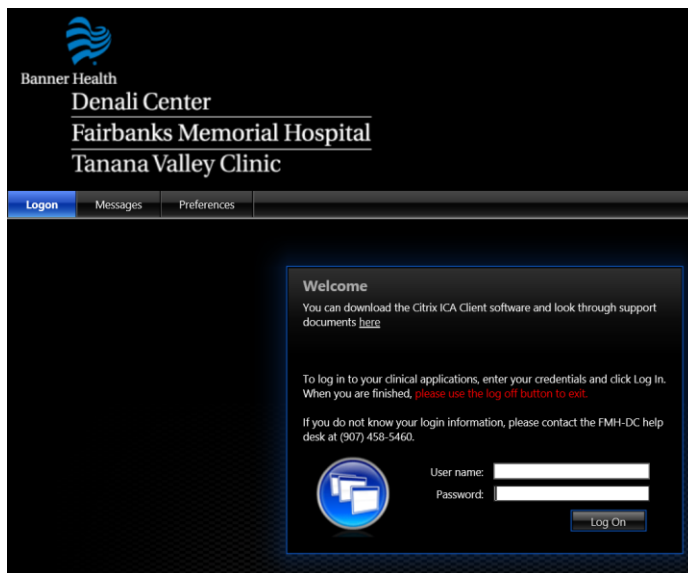 Banner Health
Denali Center
Fairbanks Memorial Hospital
Tanana Valley Clinic
Logon Messages Preferences
Welcome
You can download the Citrix ICA Client software and look through support
documents here
To log in to your clinical applications, enter your credentials and click Log In.
When you are finished, please use the log off button to exit.
If you do not know your login information, please contact the FMH-DC help
desk at (907) 458-5460.
User name:
Password:
Log On